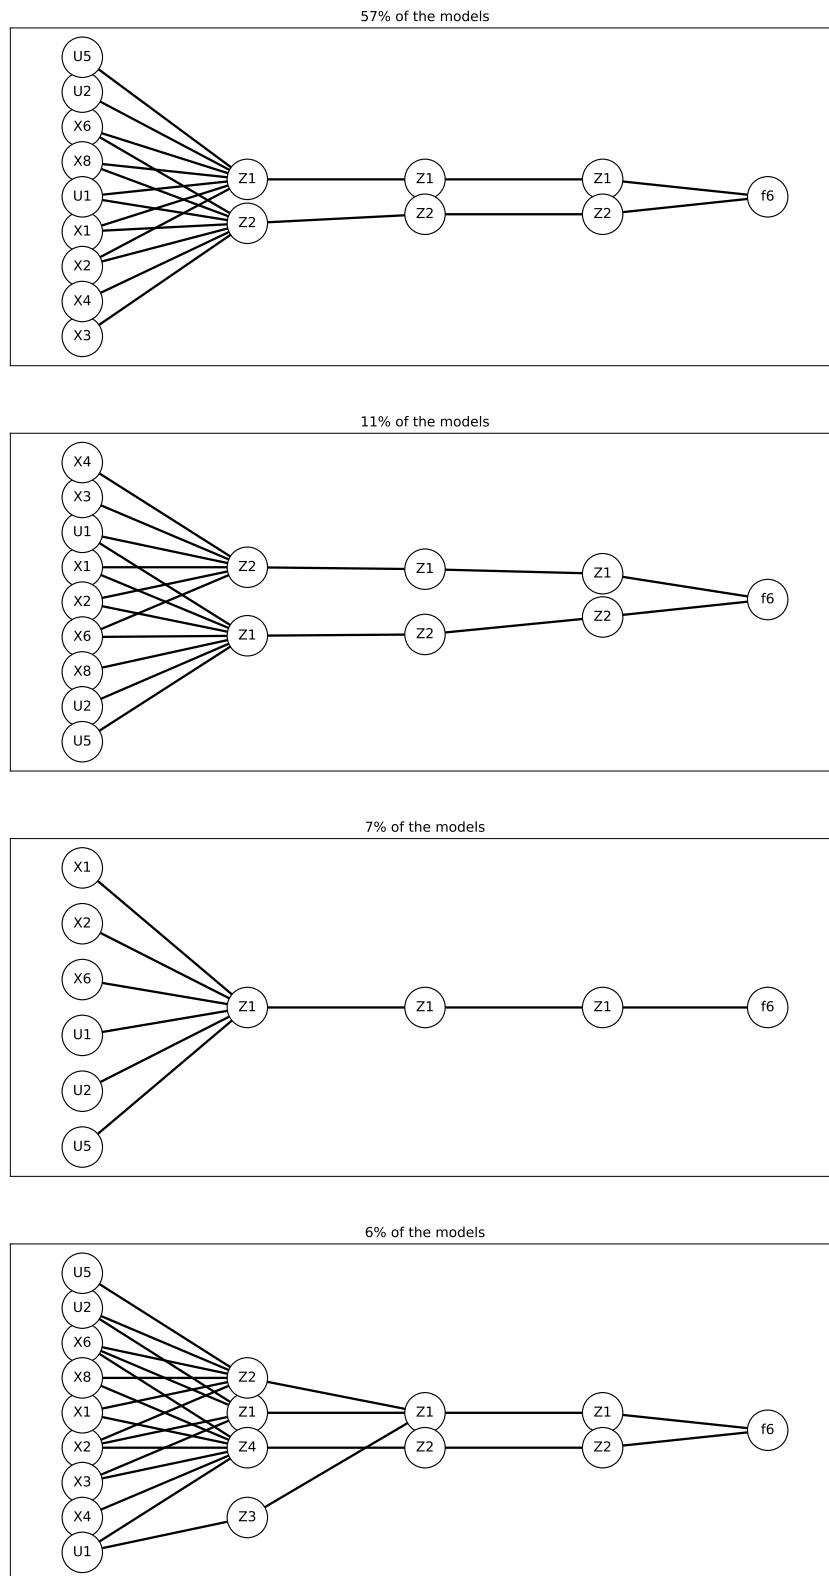 57% of the models
U5
U2
X6
X8
Z1 Z1 Z1
U1 f6
Z2 Z2 Z2
X1
X2
X4
X3
11% of the models
X4
X3
U1
X1 Z2 Z1 Z1
X2 f6
Z2
X6 Z1 Z2
X8
U2
U5
7% of the models
X1
X2
X6
Z1 Z1 Z1 f6
U1
U2
U5
6% of the models
U5
U2
X6
X8 Z2
X1 Z1 Z1 Z1
f6
X2 Z4 Z2 Z2
X3
X4 Z3
U1